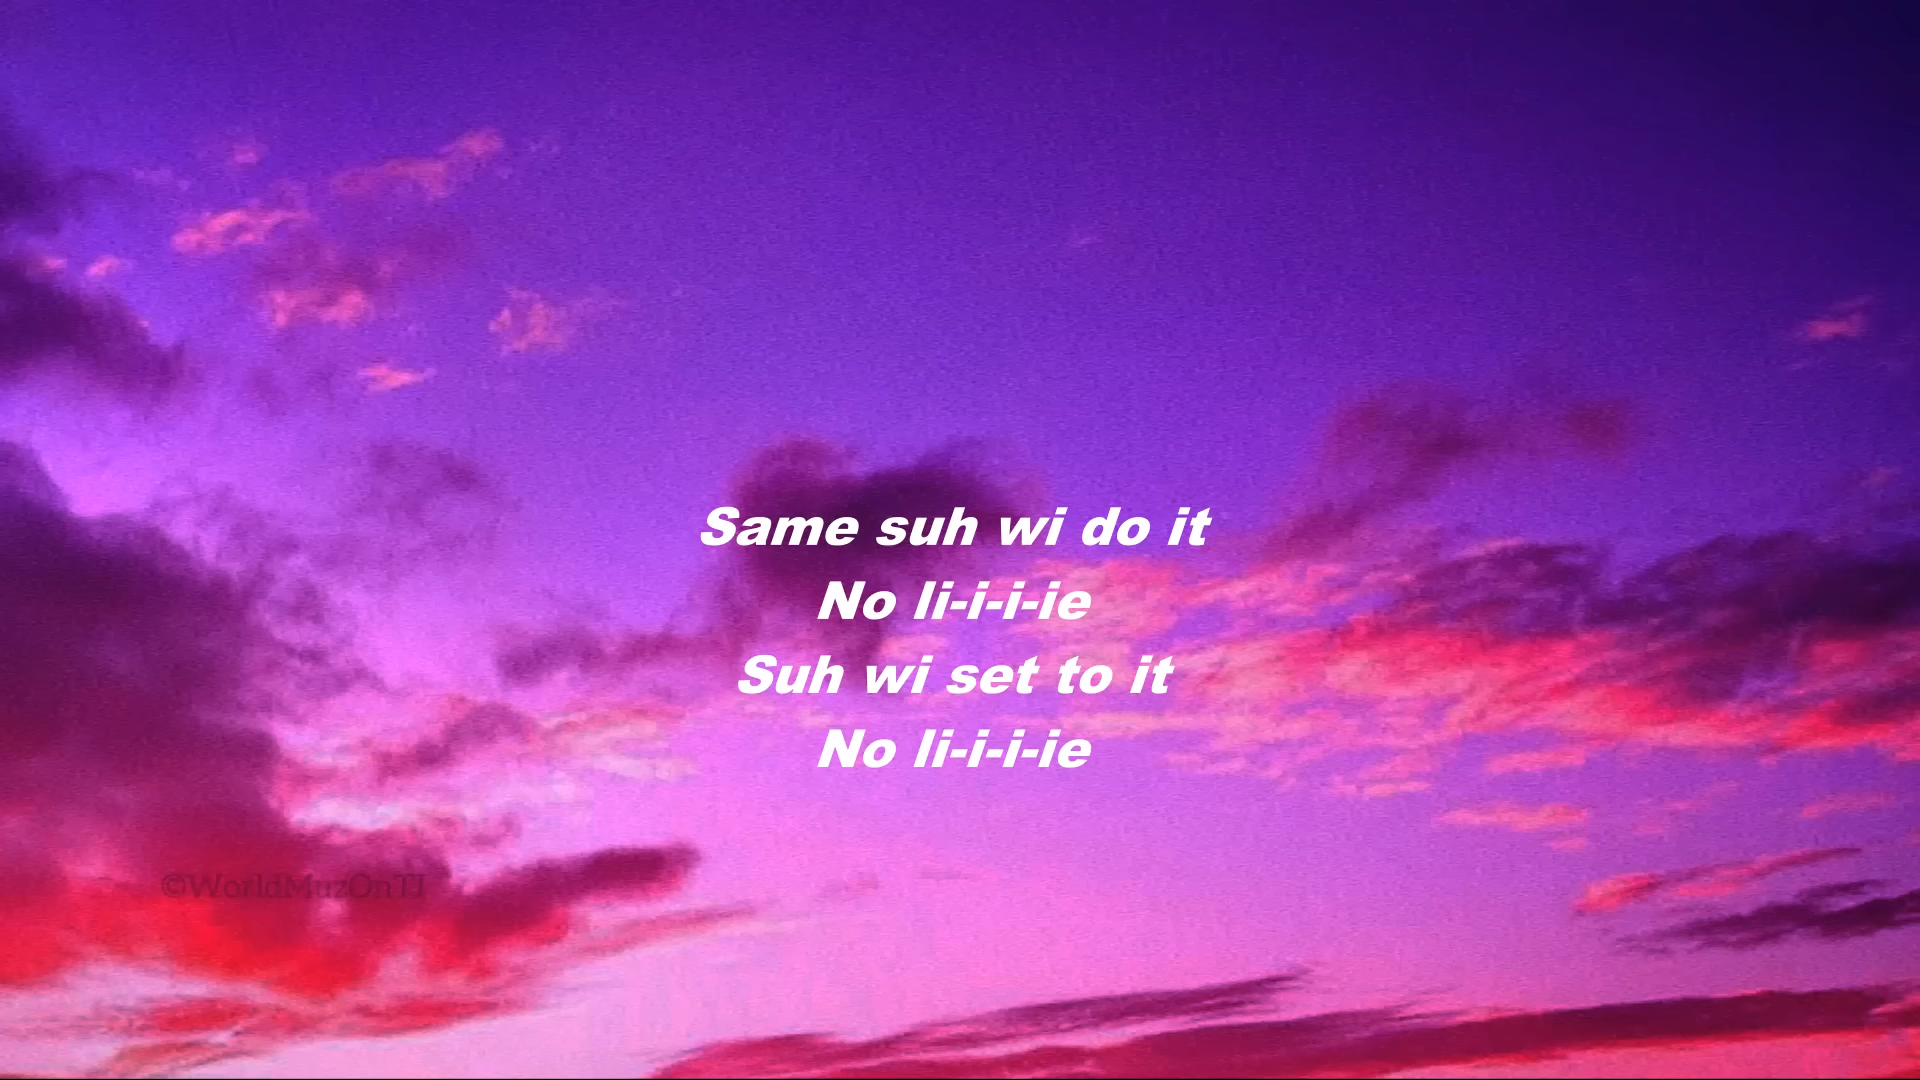 Same suh wi do it
No li-i-i-ie
Suh wi set to it
No li-i-i-ie
©WorldMuzOnTJ